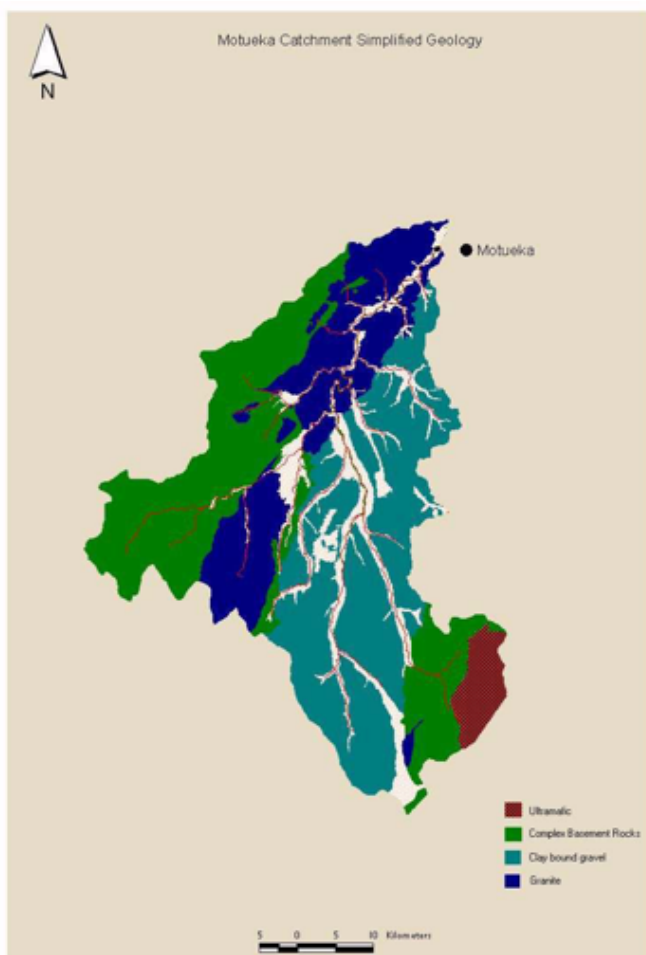 Motueka Catchment Simplified Geology
N
Motueka
Ultramafic
Complex Basement Rocks
Clay bound gravel
Granite
5 0 5 10 Kilometers